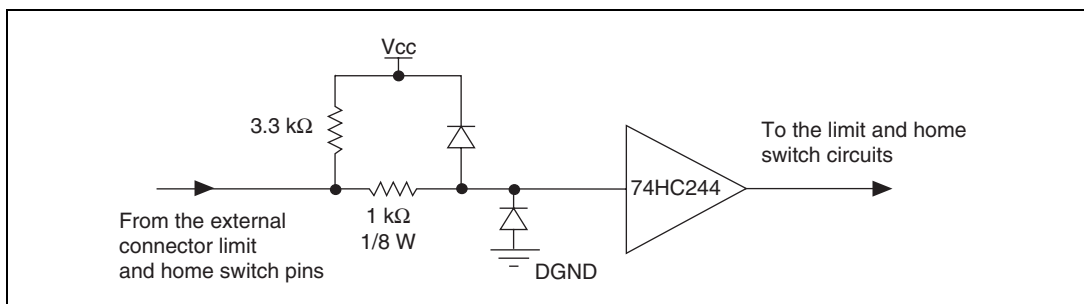 Vcc
3.3 kΩ
To the limit and home
switch circuits
74HC244
From the external
connector limit
and home switch pins
1 kΩ
1/8 W
DGND